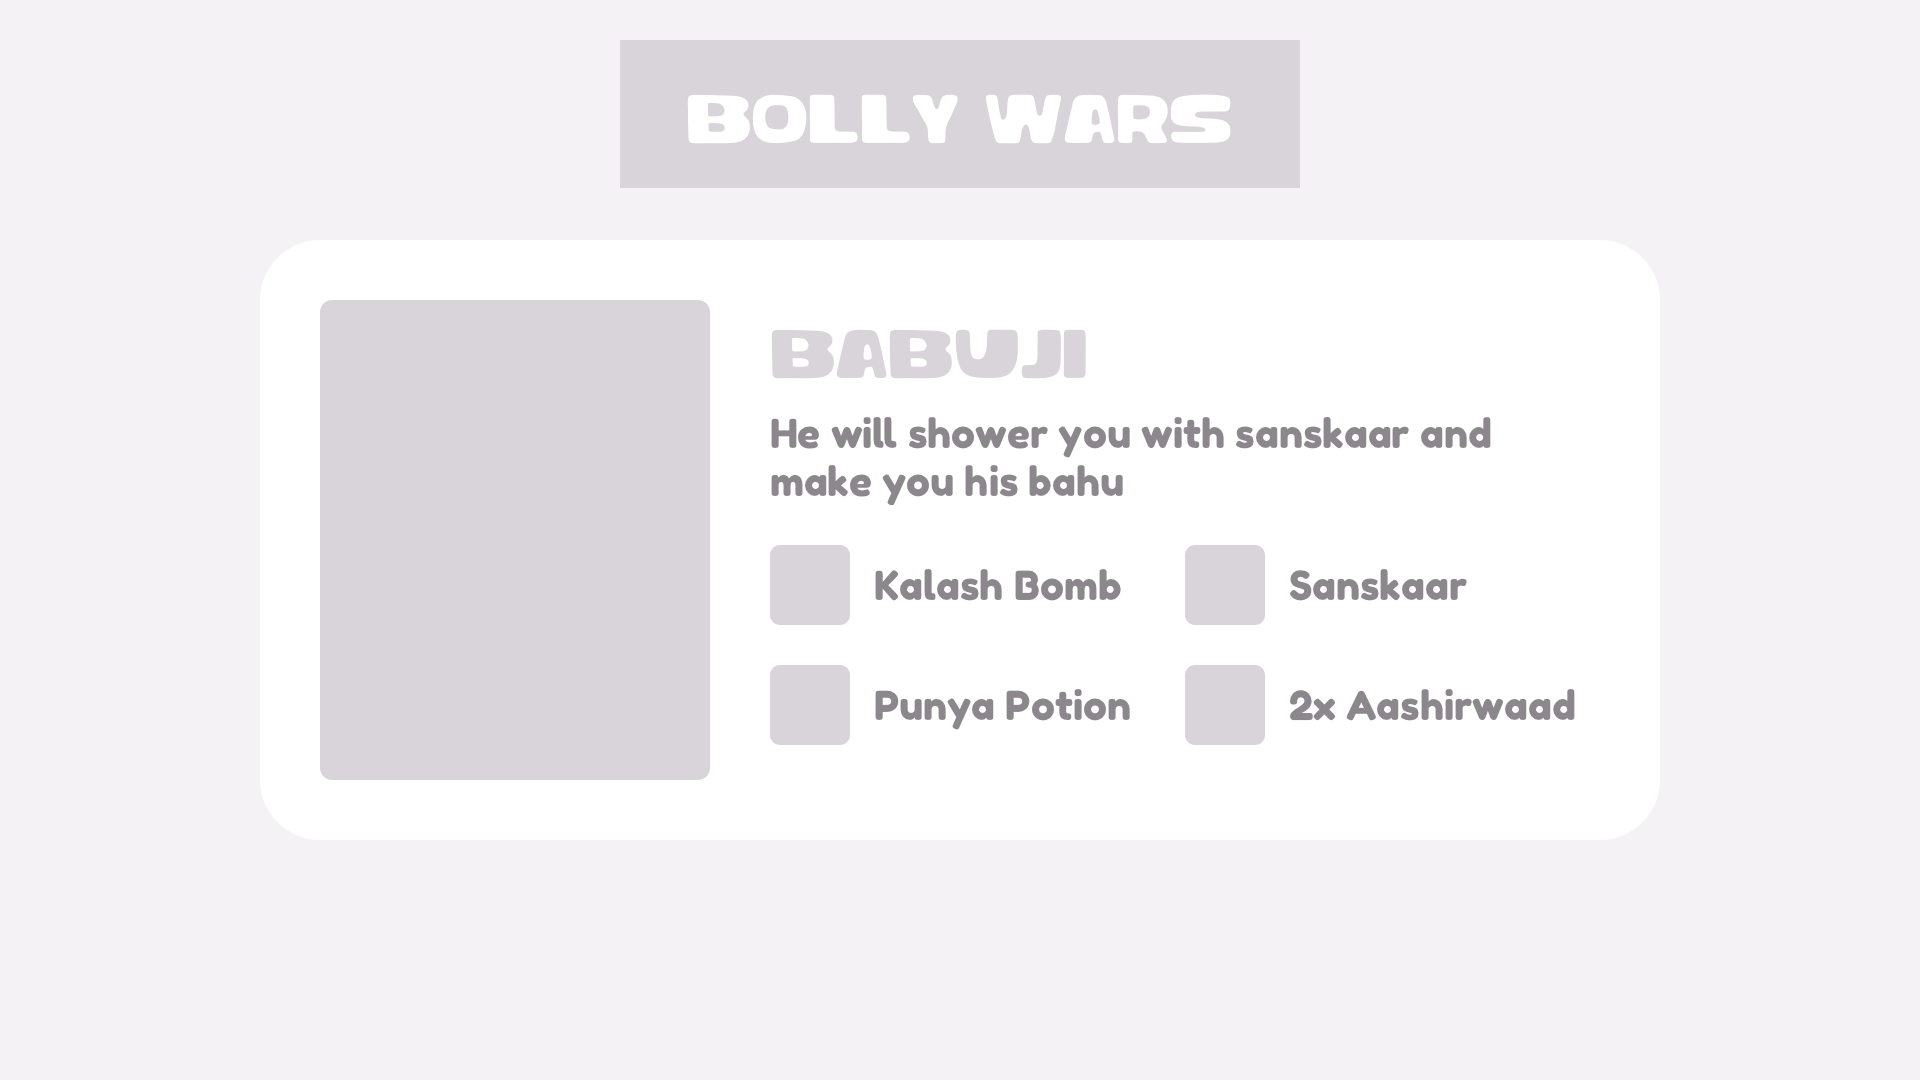 BOLLY WARS
BABUJI
He will shower you with sanskaar and
make you his bahu
Kalash Bomb
Sanskaar
Punya Potion
2x Aashirwaad